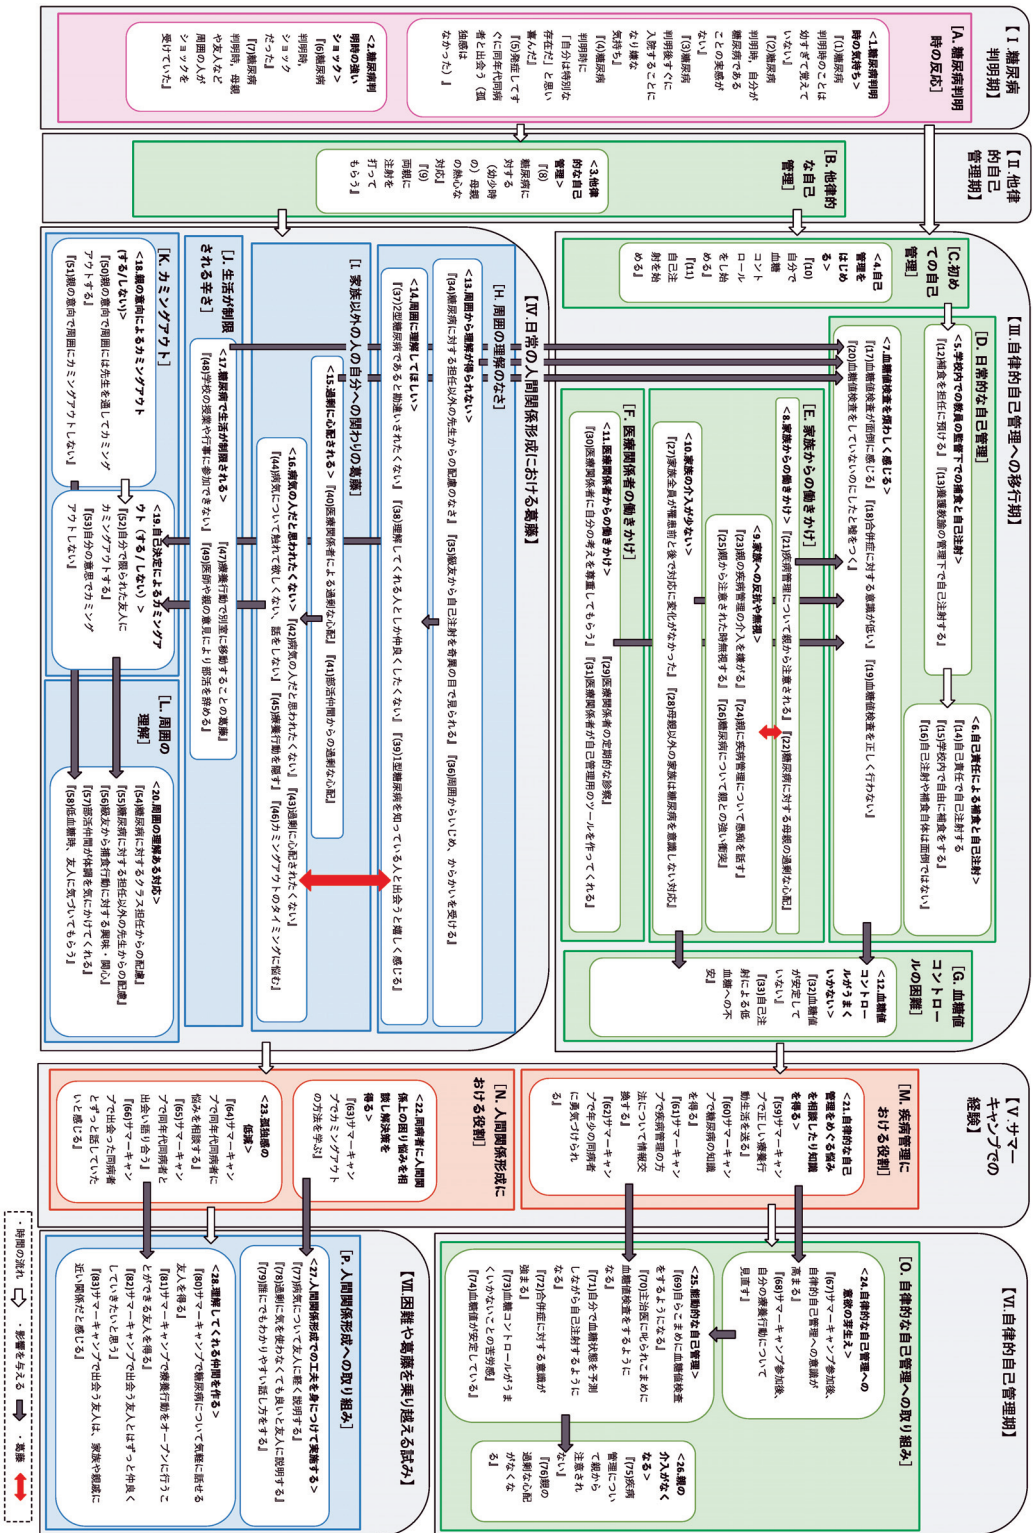 【Ⅰ.糖尿病
判明期】
[A. 糖尿病判明
時の反応]
<1.糖尿病判明
時の気持ち>
『(1)糖尿病
判明時のことは
幼すぎて覚えて
いない』
『(2)糖尿病
判明時、自分が
糖尿病である
ことの実感が
ない』
『(3)糖尿病
判明後すぐに
入院することに
なり嫌な
気持ち』
『(4)糖尿病
判明時に
「自分は特別な
存在だ」と思い
喜んだ』
『(5)発症してす
ぐに同年代同病
者と出会う（孤
独感は
なかった）』
<2.糖尿病判
明時の強い
ショック>
『(6)糖尿病
判明時、
ショック
だった』
『(7)糖尿病
判明時、母親
や友人など
周囲の人が
ショックを
受けていた』
【Ⅱ.他律
的自己
管理期】
[B. 他律的
な自己
管理]
<3.他律
的な自己
管理>
『(8)
糖尿病に
対する
（幼少時
の）母親
の熱心な
対応』
『(9)
両親に
注射を
打って
もらう』
【Ⅲ.自律的自己管理への移行期】
[C.初め
ての自己
管理]
<4.自己
管理を
はじめ
る>
『(10)
自分で
血糖
コント
ロール
をし始
める』
『(11)
自己注
射を始
める』
[D. 日常的な自己管理]
<5.学校内での教員の監督下での補食と自己注射>
『(12)補食を担任に預ける』『(13)養護教諭の管理下で自己注射する』
<6.自己責任による補食と自己注射>
『(14)自己責任で自己注射する
『(15)学校内で自由に補食をする』
『(16)自己注射や補食自体は面倒ではない』
<7.血糖値検査を煩わしく感じる>
『(17)血糖値検査が面倒に感じる』『(18)合併症に対する意識が低い』『(19)血糖値検査を正しく行わない』
『(20)血糖値検査をしていないのにしたと嘘をつく』
[E. 家族からの働きかけ]
<8.家族からの働きかけ>『(21)疾病管理について親から注意される』『(22)糖尿病に対する母親の過剰な心配』
<9.家族への反抗や無視>
『(23)親の疾病管理の介入を嫌がる』『(24)親に疾病管理について愚痴を話す』
『(25)親から注意された時無視する』『(26)糖尿病について親との強い衝突』
<10.家族の介入が少ない>
『(27)家族全員が罹患前と後で対応に変化がなかった』『(28)母親以外の家族は糖尿病を意識しない対応』
[F. 医療関係者の働きかけ]
<11.医療関係者からの働きかけ>
『(29)医療関係者の定期的な診察』
『(30)医療関係者に自分の考えを尊重してもらう』『(31)医療関係者が自己管理用のツールを作ってくれる』
[G. 血糖値
コントロー
ルの困難]
<12.血糖値
コントロー
ルがうまく
いかない>
『(32)血糖値
が安定して
いない』
『(33)自己注
射による低
血糖への不
安』
【Ⅳ.日常の人間関係形成における葛藤】
[H. 周囲の理解のなさ]
<13.周囲から理解が得られない>
『(34)糖尿病に対する担任以外の先生からの配慮のなさ』『(35)級友から自己注射を奇異の目で見られる』『(36)周囲からいじめ、からかいを受ける』
<14.周囲に理解してほしい>
『(37)2型糖尿病であると勘違いされたくない』『(38)理解してくれる人としか仲良くしたくない』『(39)1型糖尿病を知っている人と出会うと嬉しく感じる』
[I 家族以外の人の自分への関わりの葛藤]
<15.過剰に心配される>『(40)医療関係者による過剰な心配』『(41)部活仲間からの過剰な心配』
<16.病気の人だと思われたくない>『(42)病気の人だと思われたくない』『(43)過剰に心配されたくない』
『(44)病気について触れて欲しくない、話をしない』『(45)療養行動を隠す』『(46)カミングアウトのタイミングに悩む』
[J. 生活が制限
される辛さ]
<17.糖尿病で生活が制限される>
『(47)療養行動で別室に移動することの葛藤』
『(48)学校の授業や行事に参加できない』『(49)医師や親の意見により部活を辞める』
[K. カミングアウト]
<18.親の意向によるカミングアウト
(する/しない)>
『(50)親の意向で周囲には先生を通してカミング
アウトする』
『(51)親の意向で周囲にカミングアウトしない』
<19.自己決定によるカミングア
ウト（する/しない）>
『(52)自分で限られた友人に
カミングアウトする』
『(53)自分の意思でカミング
アウトしない』
[L. 周囲の
理解]
<20.周囲の理解ある対応>
『(54)糖尿病に対するクラス担任からの配慮』
『(55)糖尿病に対する担任以外の先生からの配慮』
『(56)級友から捕食行動に対する興味・関心』
『(57)部活仲間が体調を気にかけてくれる』
『(58)低血糖時、友人に気づいてもらう』
【Ⅴ.サマー
キャンプでの
経験】
[M. 疾病管理に
おける役割]
<21.自律的な自己
管理をめぐる悩み
を相談したり知識
を得る>
『(59)サマーキャン
プで正しい療養行
動生活を送る』
『(60)サマーキャン
プで糖尿病の知識
を得る』
『(61)サマーキャン
プで疾病管理の方
法について情報交
換する』
『(62)サマーキャン
プで年少の同病者
に勇気づけられ
る』
[N. 人間関係形成に
おける役割]
<22.同病者に人間関
係上の困り悩みを相
談し解決策を
得る>
『(63)サマーキャン
プでカミングアウト
の方法を学ぶ』
<23.孤独感の
低減>
『(64)サマーキャン
プで同年代同病者に
悩みを相談する』
『(65)サマーキャン
プで同年代同病者と
出会い語り合う』
『(66)サマーキャン
プで出会った同病者
とずっと話していた
いと感じる』
【Ⅵ.自律的自己管理期】
[O. 自律的な自己管理への取り組み]
<24.自律的な自己管理への
意欲の芽生え>
『(67)サマーキャンプ参加後、
自律的自己管理への意識が
高まる』
『(68)サマーキャンプ参加後、
自分の療養行動について
見直す』
<25.能動的な自己管理>
『(69)自らこまめに血糖値検査
をするようになる』
『(70)主治医に叱られこまめに
血糖値検査をするように
なる』
『(71)自分で血糖状態を予測
しながら自己注射するように
なる』
『(72)合併症に対する意識が
強まる』
『(73)血糖コントロールがうま
くいかないことの苦労感』
『(74)血糖値が安定している』
<26.親の
介入がなく
なる>
『(75)疾病
管理につい
て親から
注意され
ない』
『(76)親の
過剰な心配
がなくな
る』
【Ⅶ.困難や葛藤を乗り越える試み】
[P. 人間関係形成への取り組み]
<27.人間関係形成での工夫を身につけて実施する>
『(77)病気について友人に軽く説明する』
『(78)過剰に気を使わなくても良いと友人に説明する』
『(79)誰にでもわかりやすい話し方をする』
<28.理解してくれる仲間を作る>
『(80)サマーキャンプで糖尿病について気軽に話せる
友人を得る』
『(81)サマーキャンプで療養行動をオープンに行うこ
とができる友人を得る』
『(82)サマーキャンプで出会う友人とはずっと仲良く
していきたいと思う』
『(83)サマーキャンプで出会う友人は、家族や親戚に
近い関係だと感じる』
・時間の流れ ・影響を与える ・葛藤